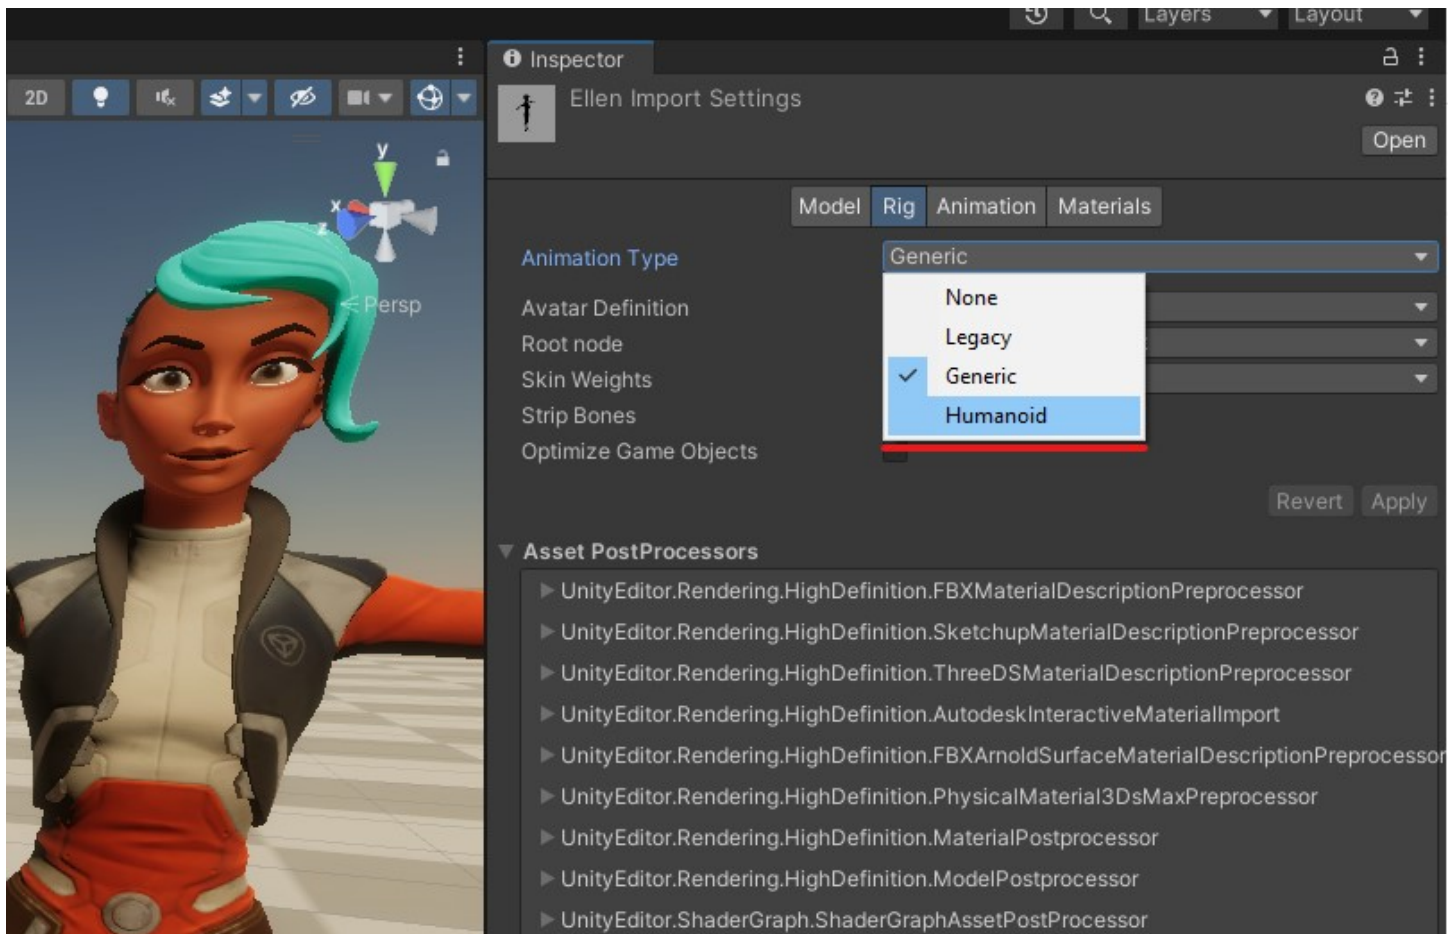 Layers
Layout
Inspector
2D
Ellen Import Settings
Open
y
x
z
Persp
Model
Rig
Animation
Materials
Animation Type
Generic
None
Avatar Definition
Legacy
Root node
Generic
Skin Weights
Humanoid
Strip Bones
Optimize Game Objects
Revert
Apply
Asset PostProcessors
UnityEditor.Rendering.HighDefinition.FBXMaterialDescriptionPreprocessor
UnityEditor.Rendering.HighDefinition.SketchupMaterialDescriptionPreprocessor
UnityEditor.Rendering.HighDefinition.ThreeDSMaterialDescriptionPreprocessor
UnityEditor.Rendering.HighDefinition.AutodeskInteractiveMaterialImport
UnityEditor.Rendering.HighDefinition.FBXArnoldSurfaceMaterialDescriptionPreprocessor
UnityEditor.Rendering.HighDefinition.PhysicalMaterial3DsMaxPreprocessor
UnityEditor.Rendering.HighDefinition.MaterialPostprocessor
UnityEditor.Rendering.HighDefinition.ModelPostprocessor
UnityEditor.ShaderGraph.ShaderGraphAssetPostProcessor